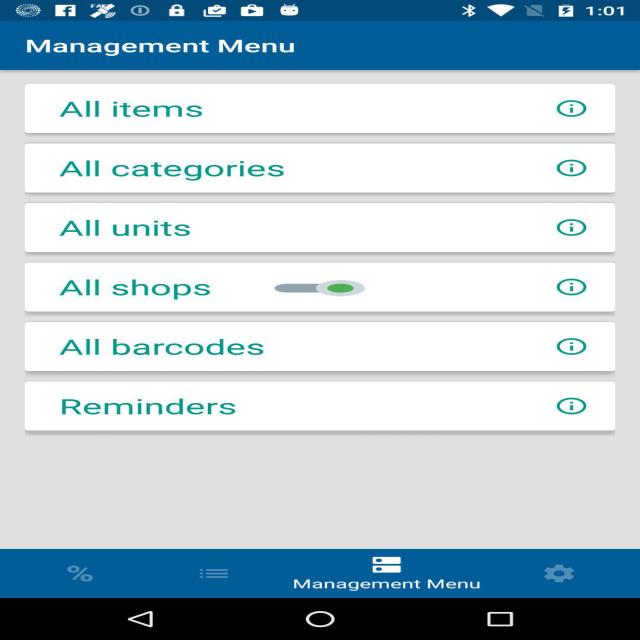 1:01
Management Menu
All items
All categories
All units
All shops
All barcodes
Reminders
%
Management Menu